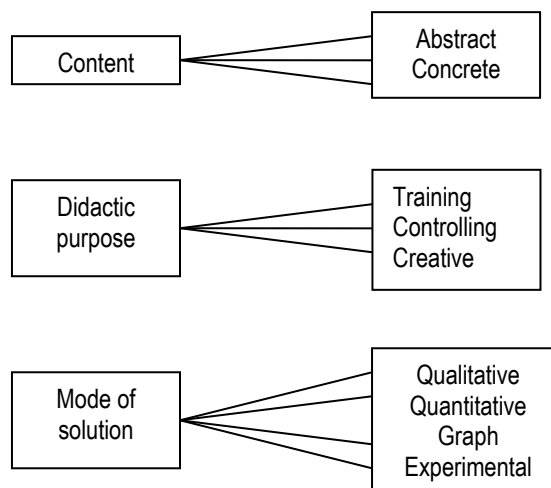 Content
Abstract
Concrete
Didactic
purpose
Training
Controlling
Creative
Mode of
solution
Qualitative
Quantitative
Graph
Experimental